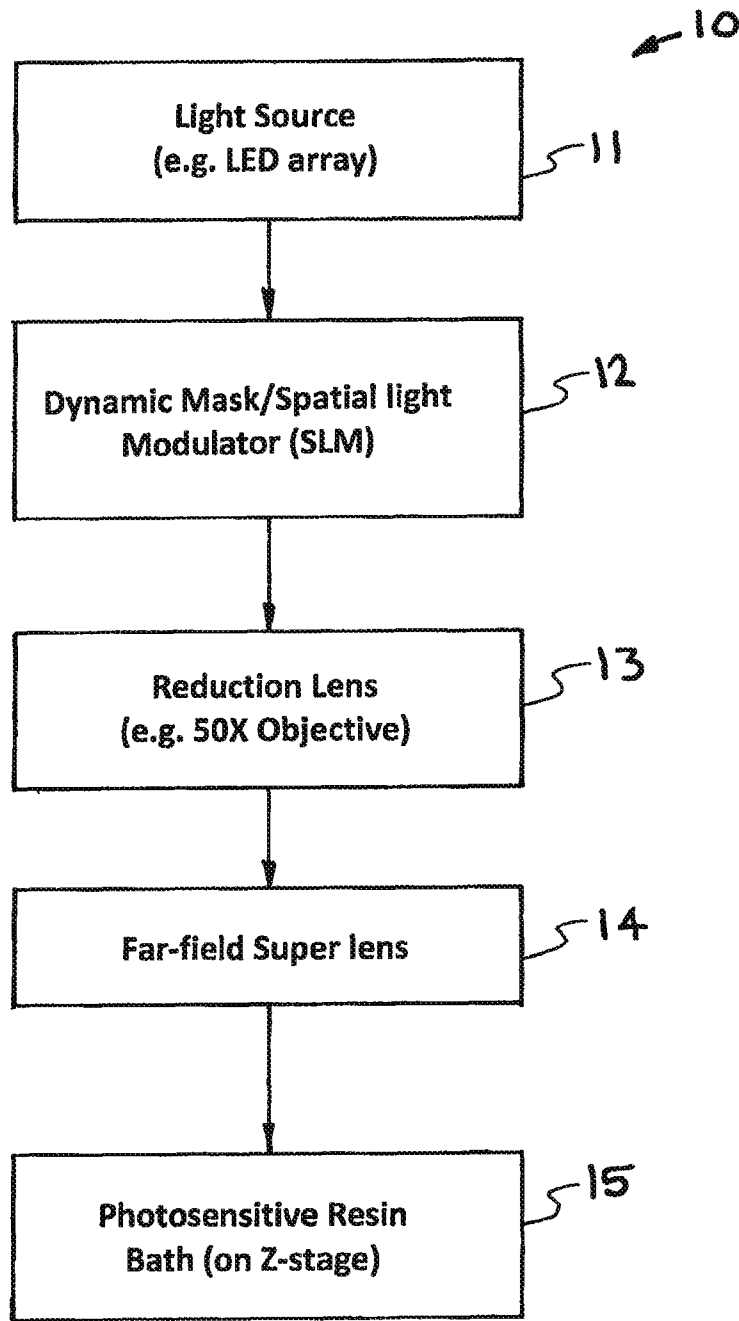 10
Light Source
(e.g. LED array)
11
Dynamic Mask/Spatial light
Modulator (SLM)
12
Reduction Lens
(e.g. 50X Objective)
13
Far-field Super lens
14
Photosensitive Resin
Bath (on Z-stage)
15